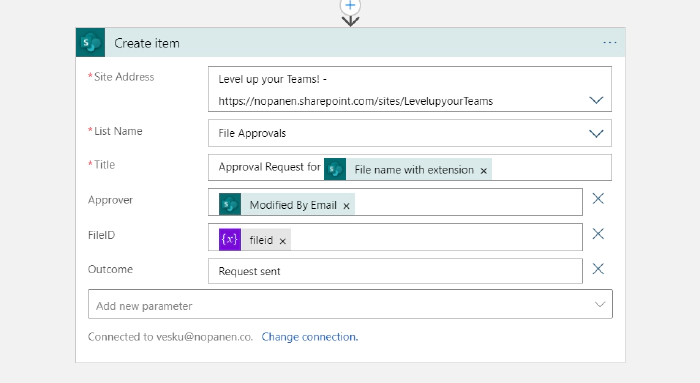 Create item
* Site Address
Level up your Teams! -
https://nopanen.sharepoint.com/sites/LevelupyourTeams
* List Name
File Approvals
* Title
Approval Request for File name with extension ×
Approver
Modified By Email ×
FileID
{x} fileid ×
Outcome
Request sent
Add new parameter
Connected to vesku@nopanen.co. Change connection.